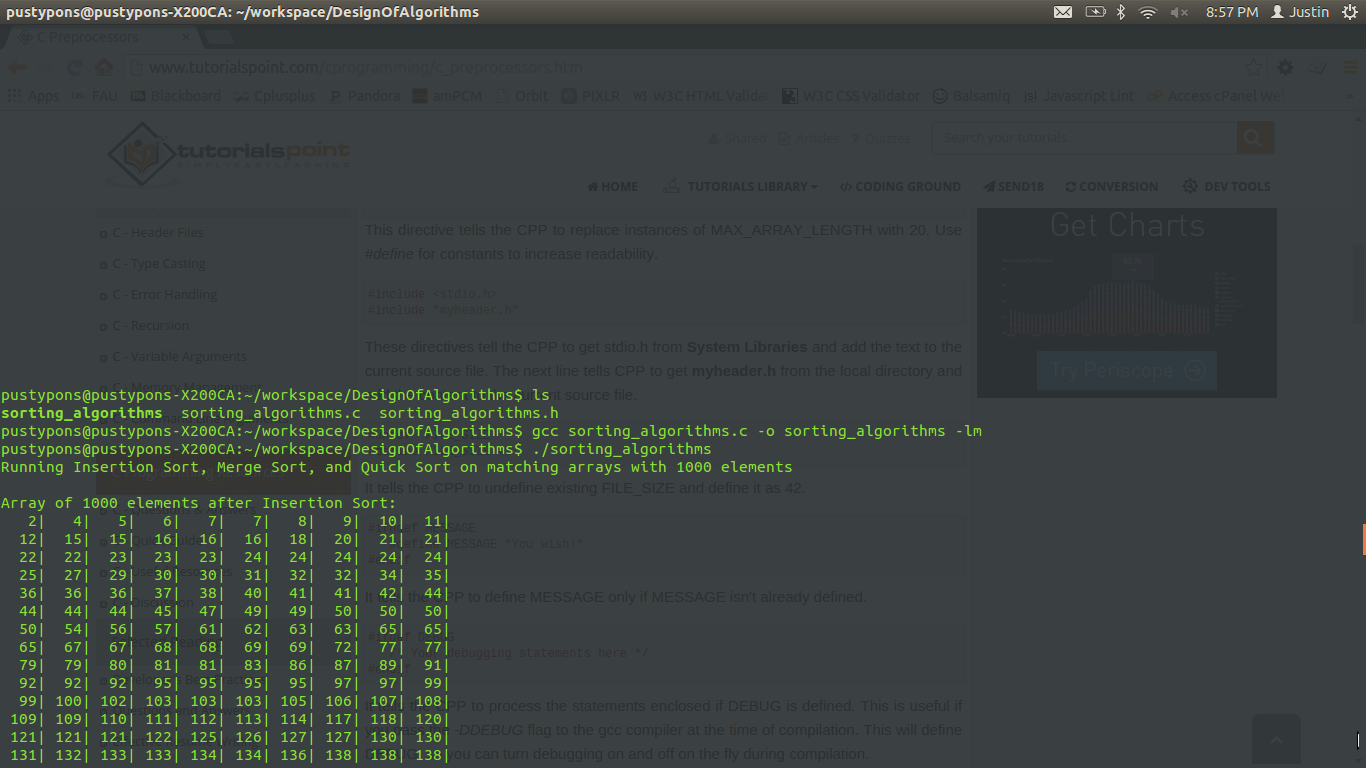 pustypons@pustypons-X200CA: ~/workspace/DesignOfAlgorithms
8:57 PM Justin
C Preprocessors
www.tutorialspoint.com/cprogramming/c_preprocessors.htm
Apps FAU Blackboard Cplusplus Pandora amPCM Orbit PIXLR W3C HTML Valida W3C CSS Validator Balsamiq Javascript Lint Access cPanel We
tutorialspoint
SIMPLYEASYLEARNING
Shared Articles Quizzes
Search your tutorials..
HOME TUTORIALS LIBRARY CODING GROUND SEND18 CONVERSION DEV TOOLS
C - Header Files
C - Type Casting
C - Error Handling
C - Recursion
C - Variable Arguments
C - Memory Management
This directive tells the CPP to replace instances of MAX_ARRAY_LENGTH with 20. Use
#define for constants to increase readability.
#include <stdio.h>
#include "myheader.h"
These directives tell the CPP to get stdio.h from System Libraries and add the text to the
current source file. The next line tells CPP to get myheader.h from the local directory and
source file.
It tells the CPP to undefine existing FILE_SIZE and define it as 42.
MESSAGE
MESSAGE "You wish!"
PP to define MESSAGE only if MESSAGE isn't already defined.
debugging statements here */
PP to process the statements enclosed if DEBUG is defined. This is useful if
-DDEBUG flag to the gcc compiler at the time of compilation. This will define
you can turn debugging on and off on the fly during compilation.
Get Charts
Try Periscope
pustypons@pustypons-X200CA:~/workspace/DesignOfAlgorithms$ ls
sorting_algorithms sorting_algorithms.c sorting_algorithms.h
pustypons@pustypons-X200CA:~/workspace/DesignOfAlgorithms$ gcc sorting_algorithms.c -o sorting_algorithms -lm
pustypons@pustypons-X200CA:~/workspace/DesignOfAlgorithms$ ./sorting_algorithms
Running Insertion Sort, Merge Sort, and Quick Sort on matching arrays with 1000 elements
Array of 1000 elements after Insertion Sort:
2| 4| 5| 6| 7| 7| 8| 9| 10| 11|
12| 15| 15| 16| 16| 16| 18| 20| 21| 21|
22| 22| 23| 23| 23| 24| 24| 24| 24| 24|
25| 27| 29| 30| 30| 31| 32| 32| 34| 35|
36| 36| 36| 37| 38| 40| 41| 41| 42| 44|
44| 44| 44| 45| 47| 49| 49| 50| 50| 50|
50| 54| 56| 57| 61| 62| 63| 63| 65| 65|
65| 67| 67| 68| 68| 69| 69| 72| 77| 77|
79| 79| 80| 81| 81| 83| 86| 87| 89| 91|
92| 92| 92| 95| 95| 95| 95| 97| 97| 99|
99| 100| 102| 103| 103| 103| 105| 106| 107| 108|
109| 109| 110| 111| 112| 113| 114| 117| 118| 120|
121| 121| 121| 122| 125| 126| 127| 127| 130| 130|
131| 132| 133| 133| 134| 134| 136| 138| 138| 138|